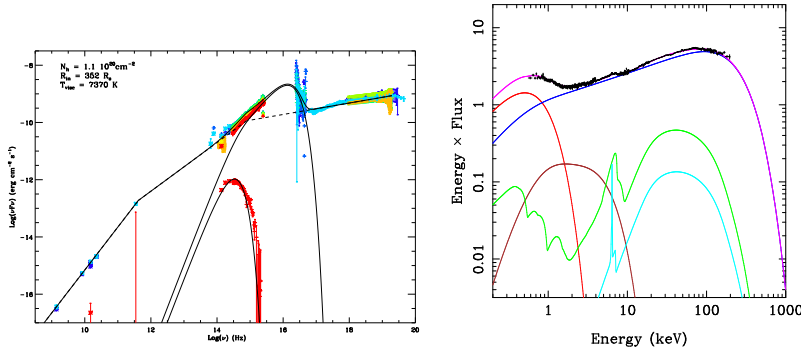 N_h = 1.1 10^20 cm^-2
R_in = 352 R_s
T_visc = 7370 K
Log(νFν) (erg cm^-2 s^-1)
-8
-10
-12
-14
-16
10
12
14
16
18
20
Log(ν) (Hz)
Energy × Flux
10
1
0.1
0.01
1
10
100
1000
Energy (keV)